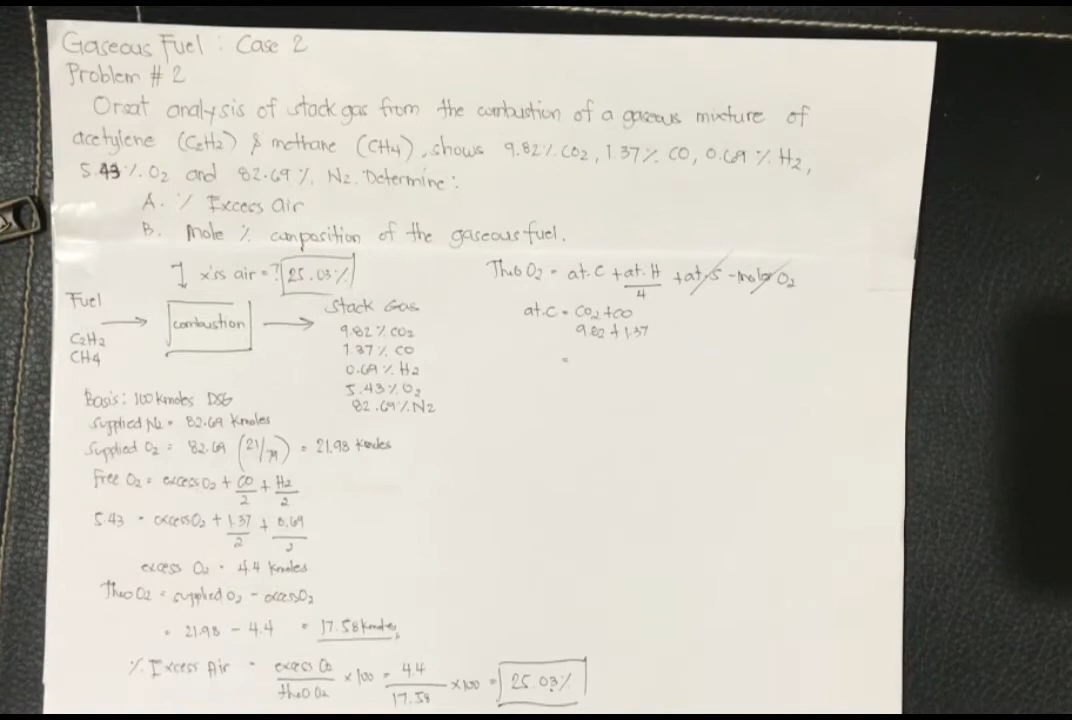 Gaseous Fuel : Case 2
Problem # 2
Orsat analysis of stack gas from the combustion of a gaseous mixture of
acetylene (C2H2) & methane (CH4), shows 9.82% CO2, 1.37% CO, 0.69% H2,
5.43% O2 and 82.69% N2. Determine:
A. % Excess air
B. Mole % composition of the gaseous fuel.
x's air = ? 25.03%
Fuel
C2H2
CH4
combustion
Stack Gas
9.82% CO2
1.37% CO
0.69% H2
5.43% O2
82.69% N2
Basis: 100 kmoles DSG
Supplied N2 = 82.69 kmoles
Supplied O2 = 82.69 (21/79) = 21.98 kmoles
Free O2 = excess O2 + CO/2 + H2/2
5.43 = excess O2 + 1.37/2 + 0.69/2
excess O2 = 4.4 kmoles
Theo O2 = supplied O2 - excess O2
= 21.98 - 4.4 = 17.58 kmoles
% Excess Air = excess O2/theo O2 x 100 = 4.4/17.58 x 100 = 25.03%
Theo O2 = at. C + at. H/4 + at. S - mole O2
at. C = CO2 + CO
9.82 + 1.37
=